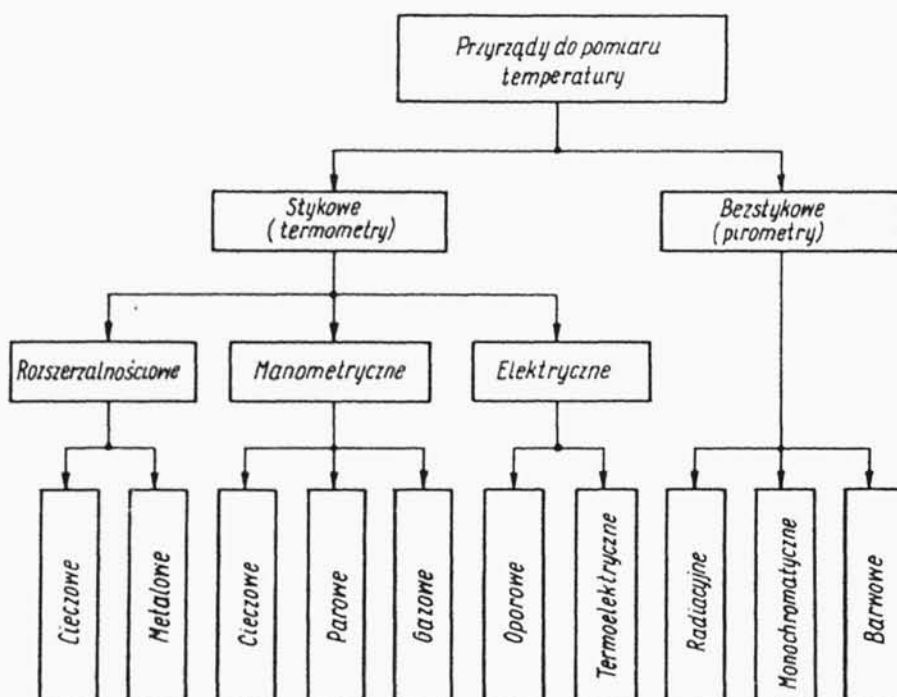 Przyrządy do pomiaru
temperatury
Stykowe
(termometry)
Bezstykowe
(pirometry)
Rozszerzalnościowe
Manometryczne
Elektryczne
Cieczowe
Metalowe
Cieczowe
Parowe
Gazowe
Oporowe
Termoelektryczne
Radiacyjne
Monochromatyczne
Barwowe